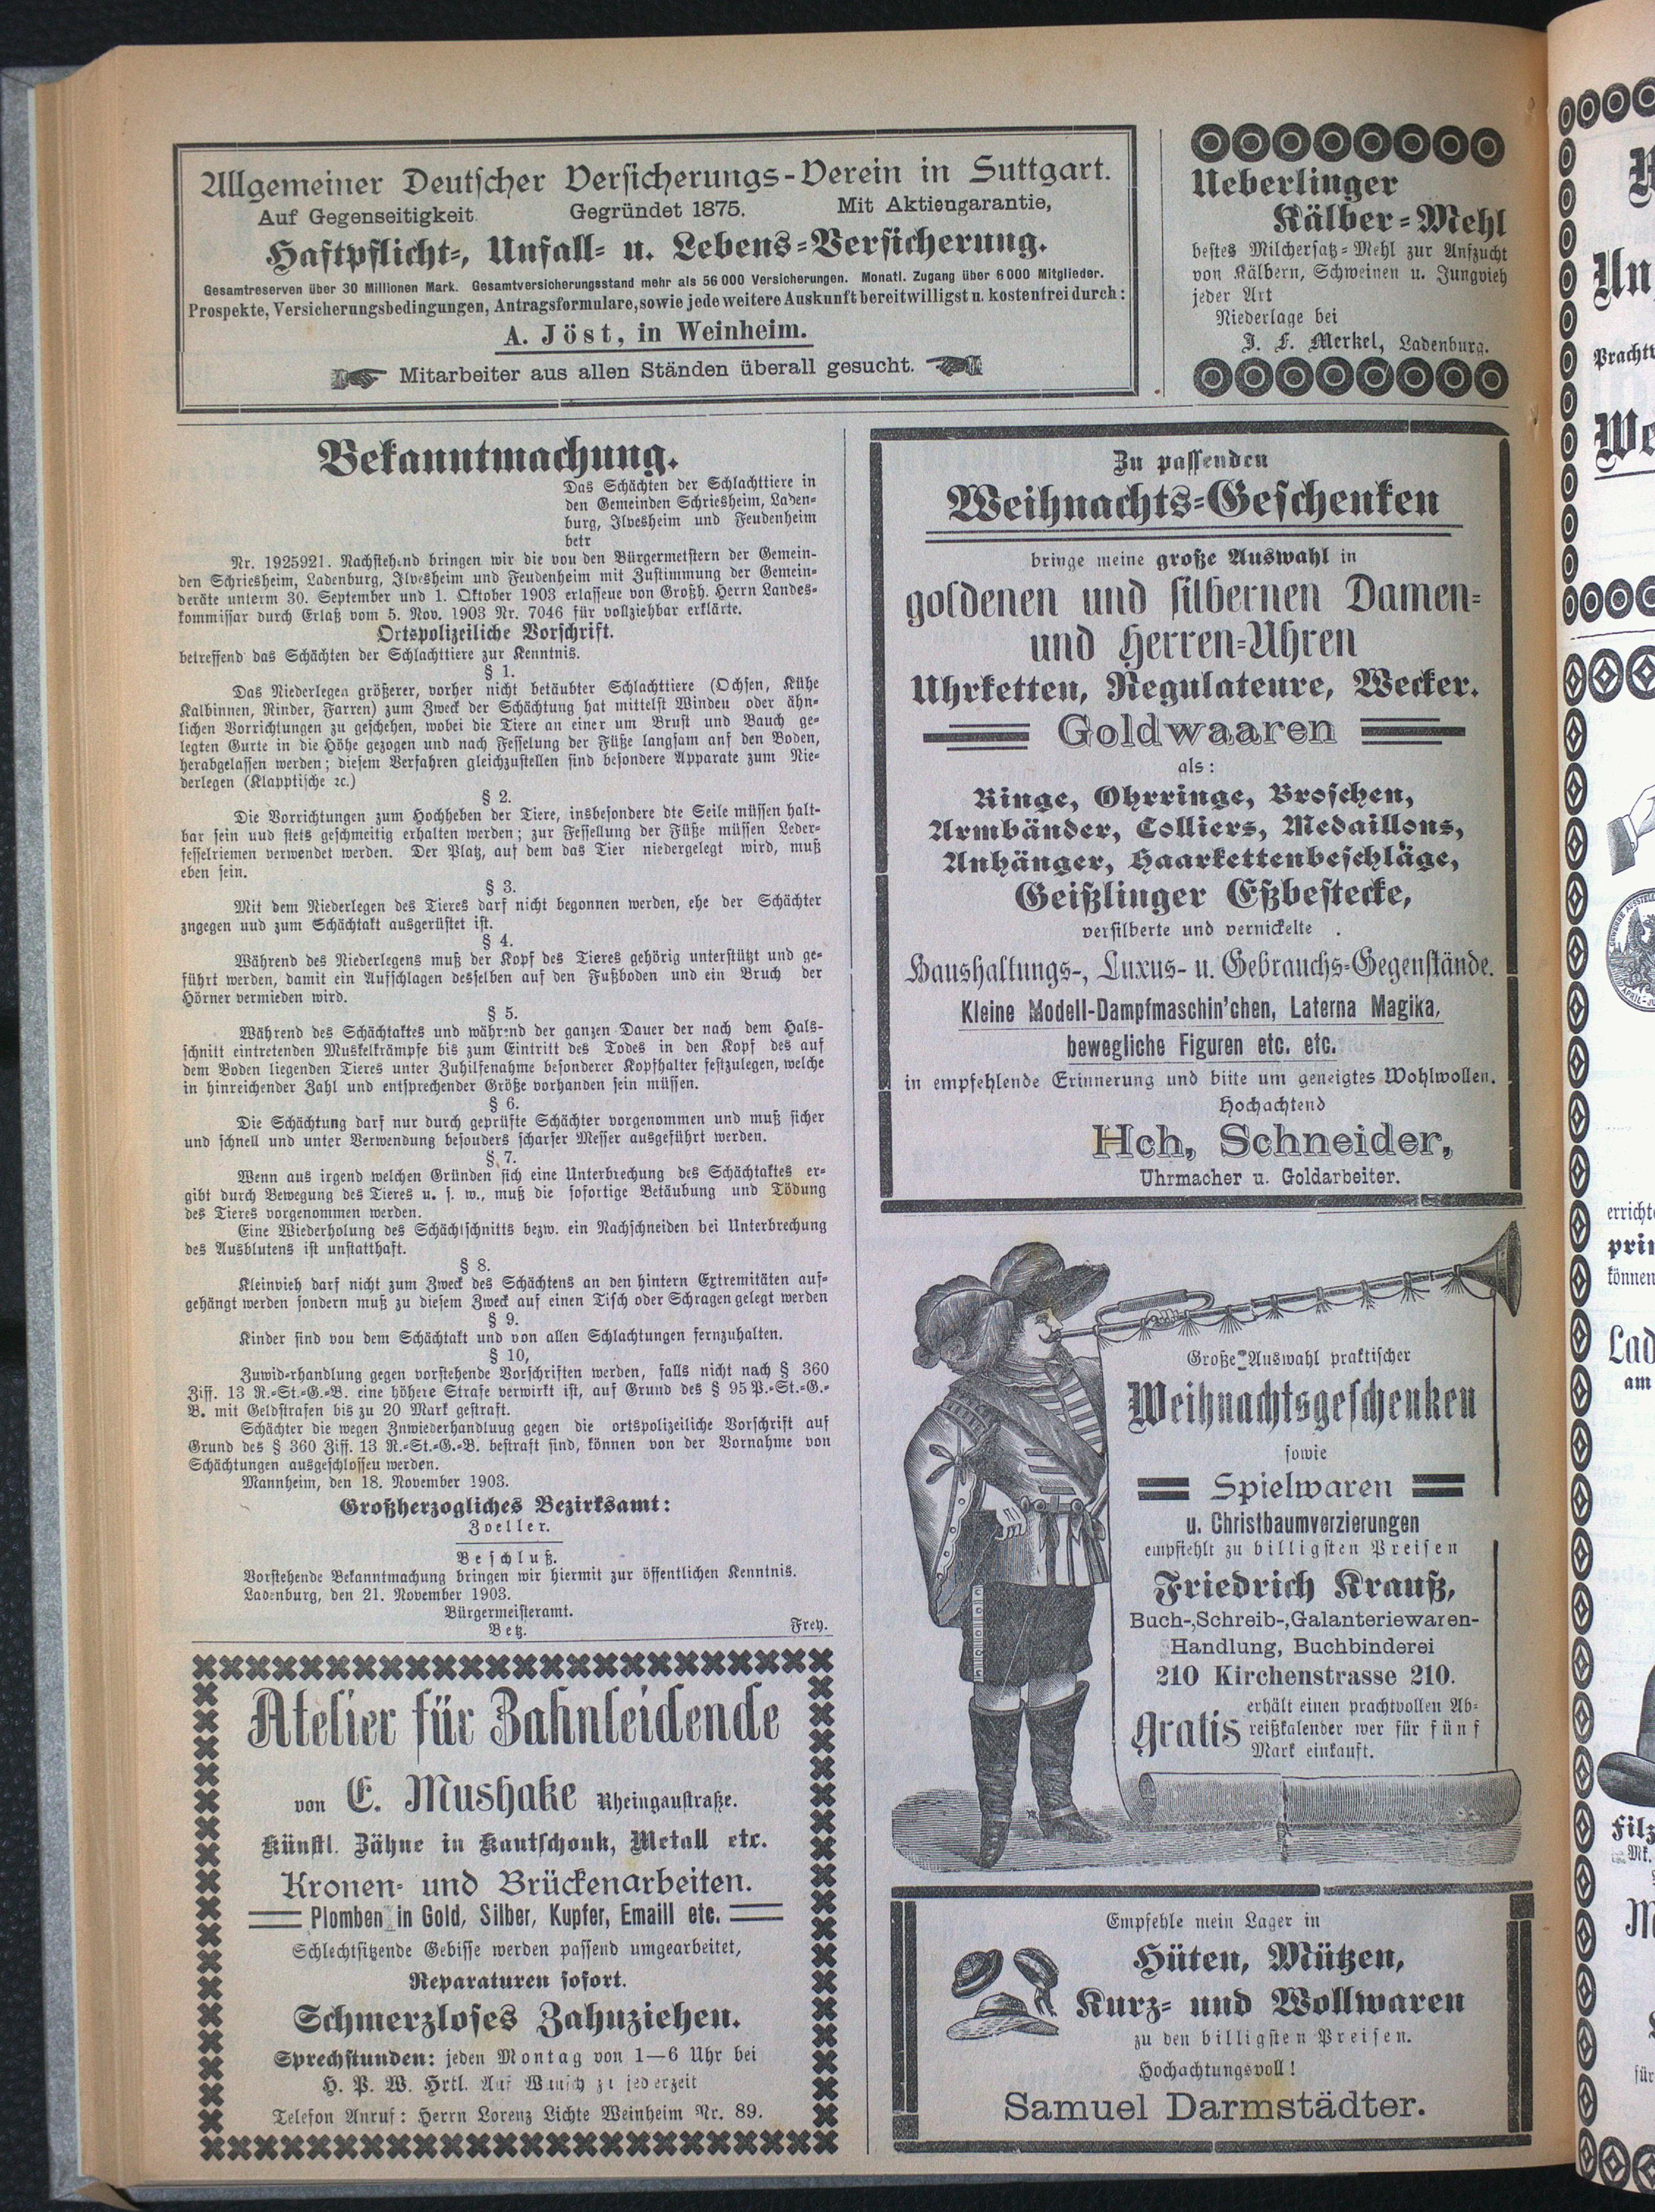 Allgemeiner Deutscher Versicherungs-Verein in Suttgart.
Auf Gegenseitigkeit. Gegründet 1875. Mit Aktiengarantie,
Haftpflicht-, Unfall- u. Lebens-Versicherung.
Gesamtreserven über 30 Millionen Mark. Gesamtversicherungsstand mehr als 56 000 Versicherungen. Monatl. Zugang über 6 000 Mitglieder.
Prospekte, Versicherungsbedingungen, Antragsformulare, sowie jede weitere Auskunft bereitwilligst u. kostenfrei durch:
A. Jöst, in Weinheim.
Mitarbeiter aus allen Ständen überall gesucht.
Ueberlinger
Kälber-Mehl
bestes Milchersatz-Mehl zur Aufzucht
von Kälbern, Schweinen u. Jungvieh
jeder Art
Niederlage bei
J. F. Merkel, Ladenburg.
Bekanntmachung.
Das Schächten der Schlachttiere in
den Gemeinden Schriesheim, Laden-
burg, Ilvesheim und Feudenheim
betr
Nr. 1925921. Nachstehend bringen wir die von den Bürgermeistern der Gemein-
den Schriesheim, Ladenburg, Ilvesheim und Feudenheim mit Zustimmung der Gemein-
deräte unterm 30. September und 1. Oktober 1903 erlassene von Großh. Herrn Landes-
kommissar durch Erlaß vom 5. Nov. 1903 Nr. 7046 für vollziehbar erklärte.
Ortspolizeiliche Vorschrift.
betreffend das Schächten der Schlachttiere zur Kenntnis.
§ 1.
Das Niederlegen größerer, vorher nicht betäubter Schlachttiere (Ochsen, Kühe
Kalbinnen, Rinder, Farren) zum Zweck der Schächtung hat mittelst Winden oder ähn-
lichen Vorrichtungen zu geschehen, wobei die Tiere an einer um Brust und Bauch ge-
legten Gurte in die Höhe gezogen und nach Fesselung der Füße langsam auf den Boden,
herabgelassen werden; diesem Verfahren gleichzustellen sind besondere Apparate zum Nie-
derlegen (Klapptische ꝛc.)
§ 2.
Die Vorrichtungen zum Hochheben der Tiere, insbesondere dte Seile müssen halt-
bar sein uud stets geschmeitig erhalten werden; zur Fessellung der Füße müssen Leder-
fesselriemen verwendet werden. Der Platz, auf dem das Tier niedergelegt wird, muß
eben sein.
§ 3.
Mit dem Niederlegen des Tieres darf nicht begonnen werden, ehe der Schächter
zngegen und zum Schächtakt ausgerüstet ist.
§ 4.
Während des Niederlegens muß der Kopf des Tieres gehörig unterstützt und ge-
führt werden, damit ein Aufschlagen desselben auf den Fußboden und ein Bruch der
Hörner vermieden wird.
§ 5.
Während des Schächtaktes und während der ganzen Dauer der nach dem Hals-
schnitt eintretenden Muskelkrämpfe bis zum Eintritt des Todes in den Kopf des auf
dem Boden liegenden Tieres unter Zuhilfenahme besonderer Kopfhalter festzulegen, welche
in hinreichender Zahl und entsprechender Größe vorhanden sein müssen.
§ 6.
Die Schächtung darf nur durch geprüfte Schächter vorgenommen und muß sicher
und schnell und unter Verwendung besonders scharfer Messer ausgeführt werden.
§ 7.
Wenn aus irgend welchen Gründen sich eine Unterbrechung des Schächtaktes er-
gibt durch Bewegung des Tieres u. s. w., muß die sofortige Betäubung und Tödung
des Tieres vorgenommen werden.
Eine Wiederholung des Schächtschnitts bezw. ein Nachschneiden bei Unterbrechung
des Ausblutens ist unstatthaft.
§ 8.
Kleinvieh darf nicht zum Zweck des Schächtens an den hintern Extremitäten auf-
gehängt werden sondern muß zu diesem Zweck auf einen Tisch oder Schragen gelegt werden
§ 9.
Kinder sind von dem Schächtakt und von allen Schlachtungen fernzuhalten.
§ 10,
Zuwiderhandlung gegen vorstehende Vorschriften werden, falls nicht nach § 360
Ziff. 13 R.-St.-G.-B. eine höhere Strafe verwirkt ist, auf Grund des § 95 P.-St.-G.-
B. mit Geldstrafen bis zu 20 Mark gestraft.
Schächter die wegen Znwiederhandluug gegen die ortspolizeiliche Vorschrift auf
Grund des § 360 Ziff. 13 R.-St.-G.-B. bestraft sind, können von der Vornahme von
Schächtungen ausgeschlossen werden.
Mannheim, den 18. November 1903.
Großherzogliches Bezirksamt:
Zoeller.
Beschluß.
Vorstehende Bekanntmachung bringen wir hiermit zur öffentlichen Kenntnis.
Ladenburg, den 21. November 1903.
Bürgermeisteramt.
Betz. Frey.
Atelier für Zahnleidende
von E. Mushake Rheingaustraße.
Künstl. Zähne in Kautschouk, Metall etc.
Kronen- und Brückenarbeiten.
Plomben in Gold, Silber, Kupfer, Emaill etc.
Schlechtsitzende Gebisse werden passend umgearbeitet,
Reparaturen sofort.
Schmerzloses Zahnziehen.
Sprechstunden: jeden Montag von 1—6 Uhr bei
H. P. W. Hrtl. Auf Wunsch zu jederzeit
Telefon Anruf: Herrn Lorenz Lichte Weinheim Nr. 89.
Zu passenden
Weihnachts-Geschenken
bringe meine große Auswahl in
goldenen und silbernen Damen-
und Herren-Uhren
Uhrketten, Regulateure, Wecker.
Goldwaaren
als:
Ringe, Ohrringe, Broschen,
Armbänder, Colliers, Medaillons,
Anhänger, Haarkettenbeschläge,
Geißlinger Eßbestecke,
versilberte und vernickelte
Haushaltungs-, Luxus- u. Gebrauchs-Gegenstände.
Kleine Modell-Dampfmaschin'chen, Laterna Magika,
bewegliche Figuren etc. etc.
in empfehlende Erinnerung und bitte um geneigtes Wohlwollen.
Hochachtend
Hch. Schneider,
Uhrmacher u. Goldarbeiter.
Große Auswahl praktischer
Weihnachtsgeschenken
sowie
Spielwaren
u. Christbaumverzierungen
empfiehlt zu billigsten Preisen
Friedrich Krauß,
Buch-, Schreib-, Galanteriewaren-
Handlung, Buchbinderei
210 Kirchenstrasse 210.
Gratis erhält einen prachtvollen Ab-
reißkalender wer für fünf
Mark einkauft.
Empfehle mein Lager in
Hüten, Mützen,
Kurz- und Wollwaren
zu den billigsten Preisen.
Hochachtungsvoll!
Samuel Darmstädter.